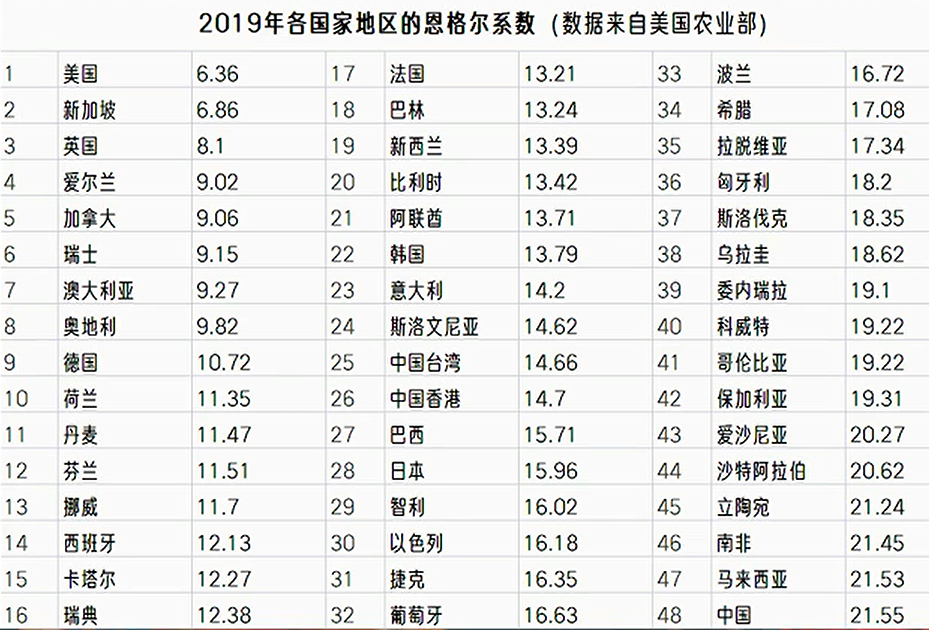 2019年各国家地区的恩格尔系数 (数据来自美国农业部)
1 美国 6.36 17 法国 13.21 33 波兰 16.72
2 新加坡 6.86 18 巴林 13.24 34 希腊 17.08
3 英国 8.1 19 新西兰 13.39 35 拉脱维亚 17.34
4 爱尔兰 9.02 20 比利时 13.42 36 匈牙利 18.2
5 加拿大 9.06 21 阿联酋 13.71 37 斯洛伐克 18.35
6 瑞士 9.15 22 韩国 13.79 38 乌拉圭 18.62
7 澳大利亚 9.27 23 意大利 14.2 39 委内瑞拉 19.1
8 奥地利 9.82 24 斯洛文尼亚 14.62 40 科威特 19.22
9 德国 10.72 25 中国台湾 14.66 41 哥伦比亚 19.22
10 荷兰 11.35 26 中国香港 14.7 42 保加利亚 19.31
11 丹麦 11.47 27 巴西 15.71 43 爱沙尼亚 20.27
12 芬兰 11.51 28 日本 15.96 44 沙特阿拉伯 20.62
13 挪威 11.7 29 智利 16.02 45 立陶宛 21.24
14 西班牙 12.13 30 以色列 16.18 46 南非 21.45
15 卡塔尔 12.27 31 捷克 16.35 47 马来西亚 21.53
16 瑞典 12.38 32 葡萄牙 16.63 48 中国 21.55